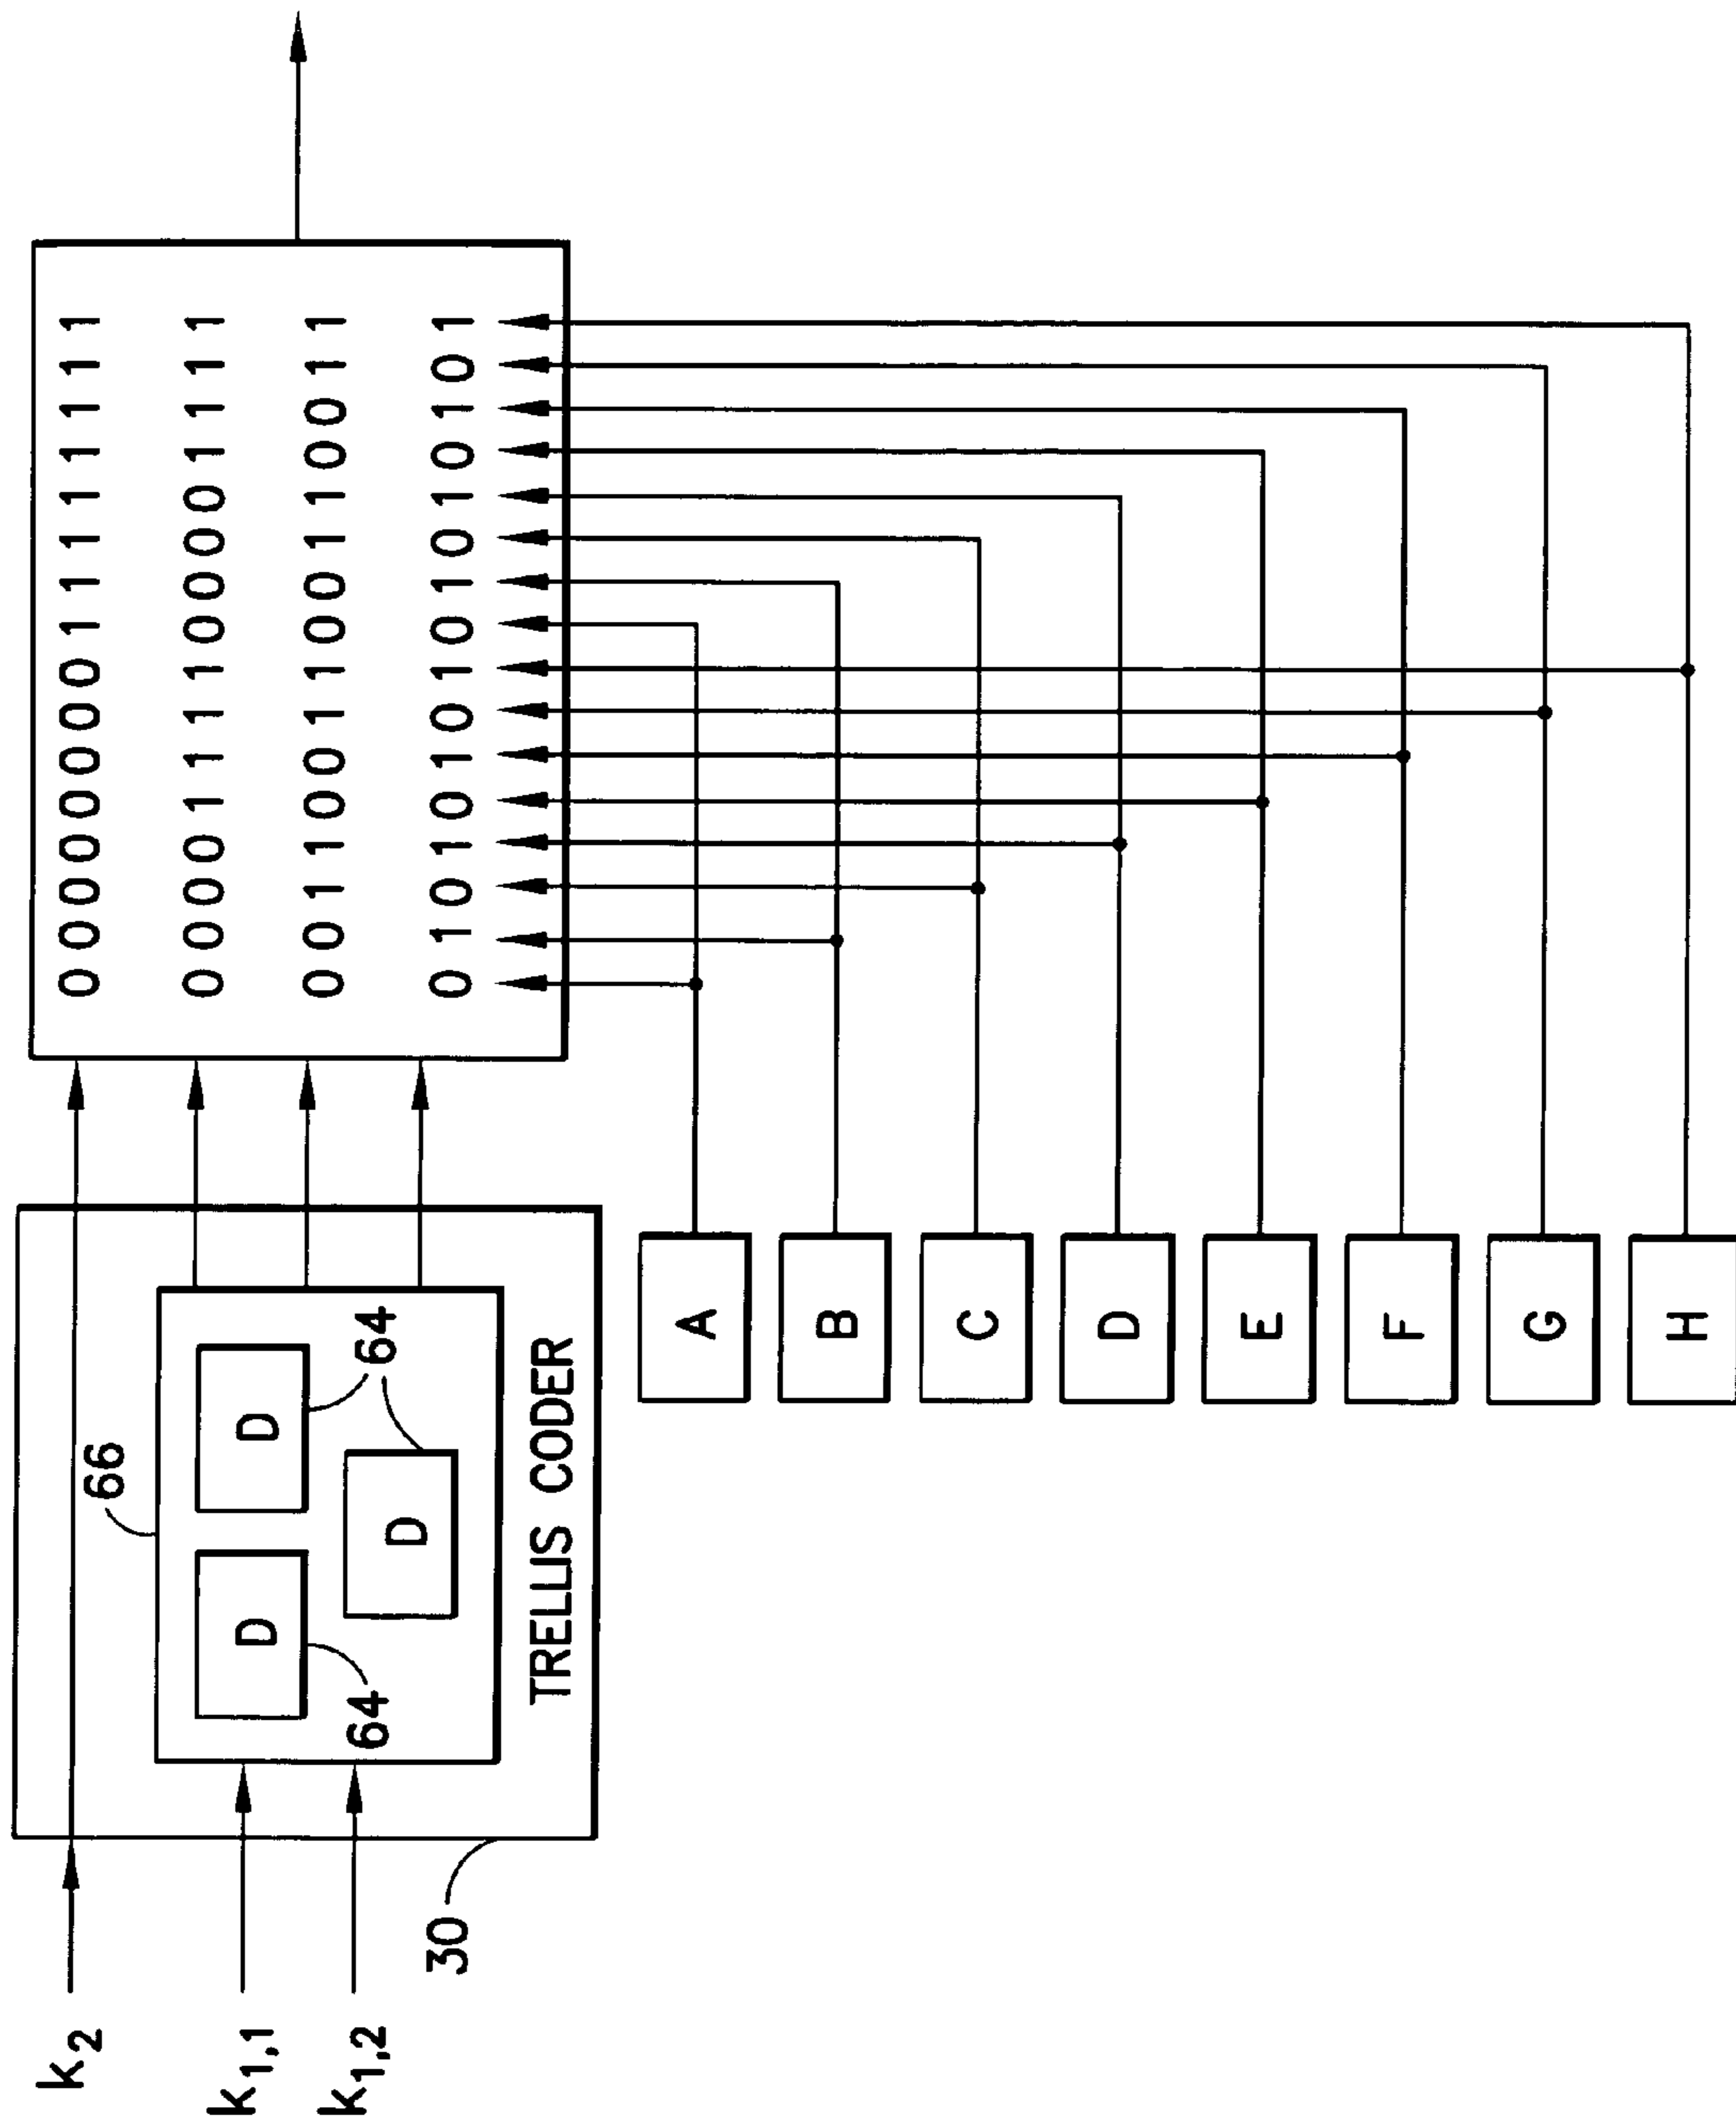 k2
66
0 0 0 0 0 0 0 0 1 1 1 1 1 1 1 1
k1,1
D
D
0 0 0 0 1 1 1 1 0 0 0 0 1 1 1 1
k1,2
64
64
D
0 0 1 1 0 0 1 1 0 0 1 1 0 0 1 1
30
TRELLIS CODER
0 1 0 1 0 1 0 1 0 1 0 1 0 1 0 1
A
B
C
D
E
F
G
H